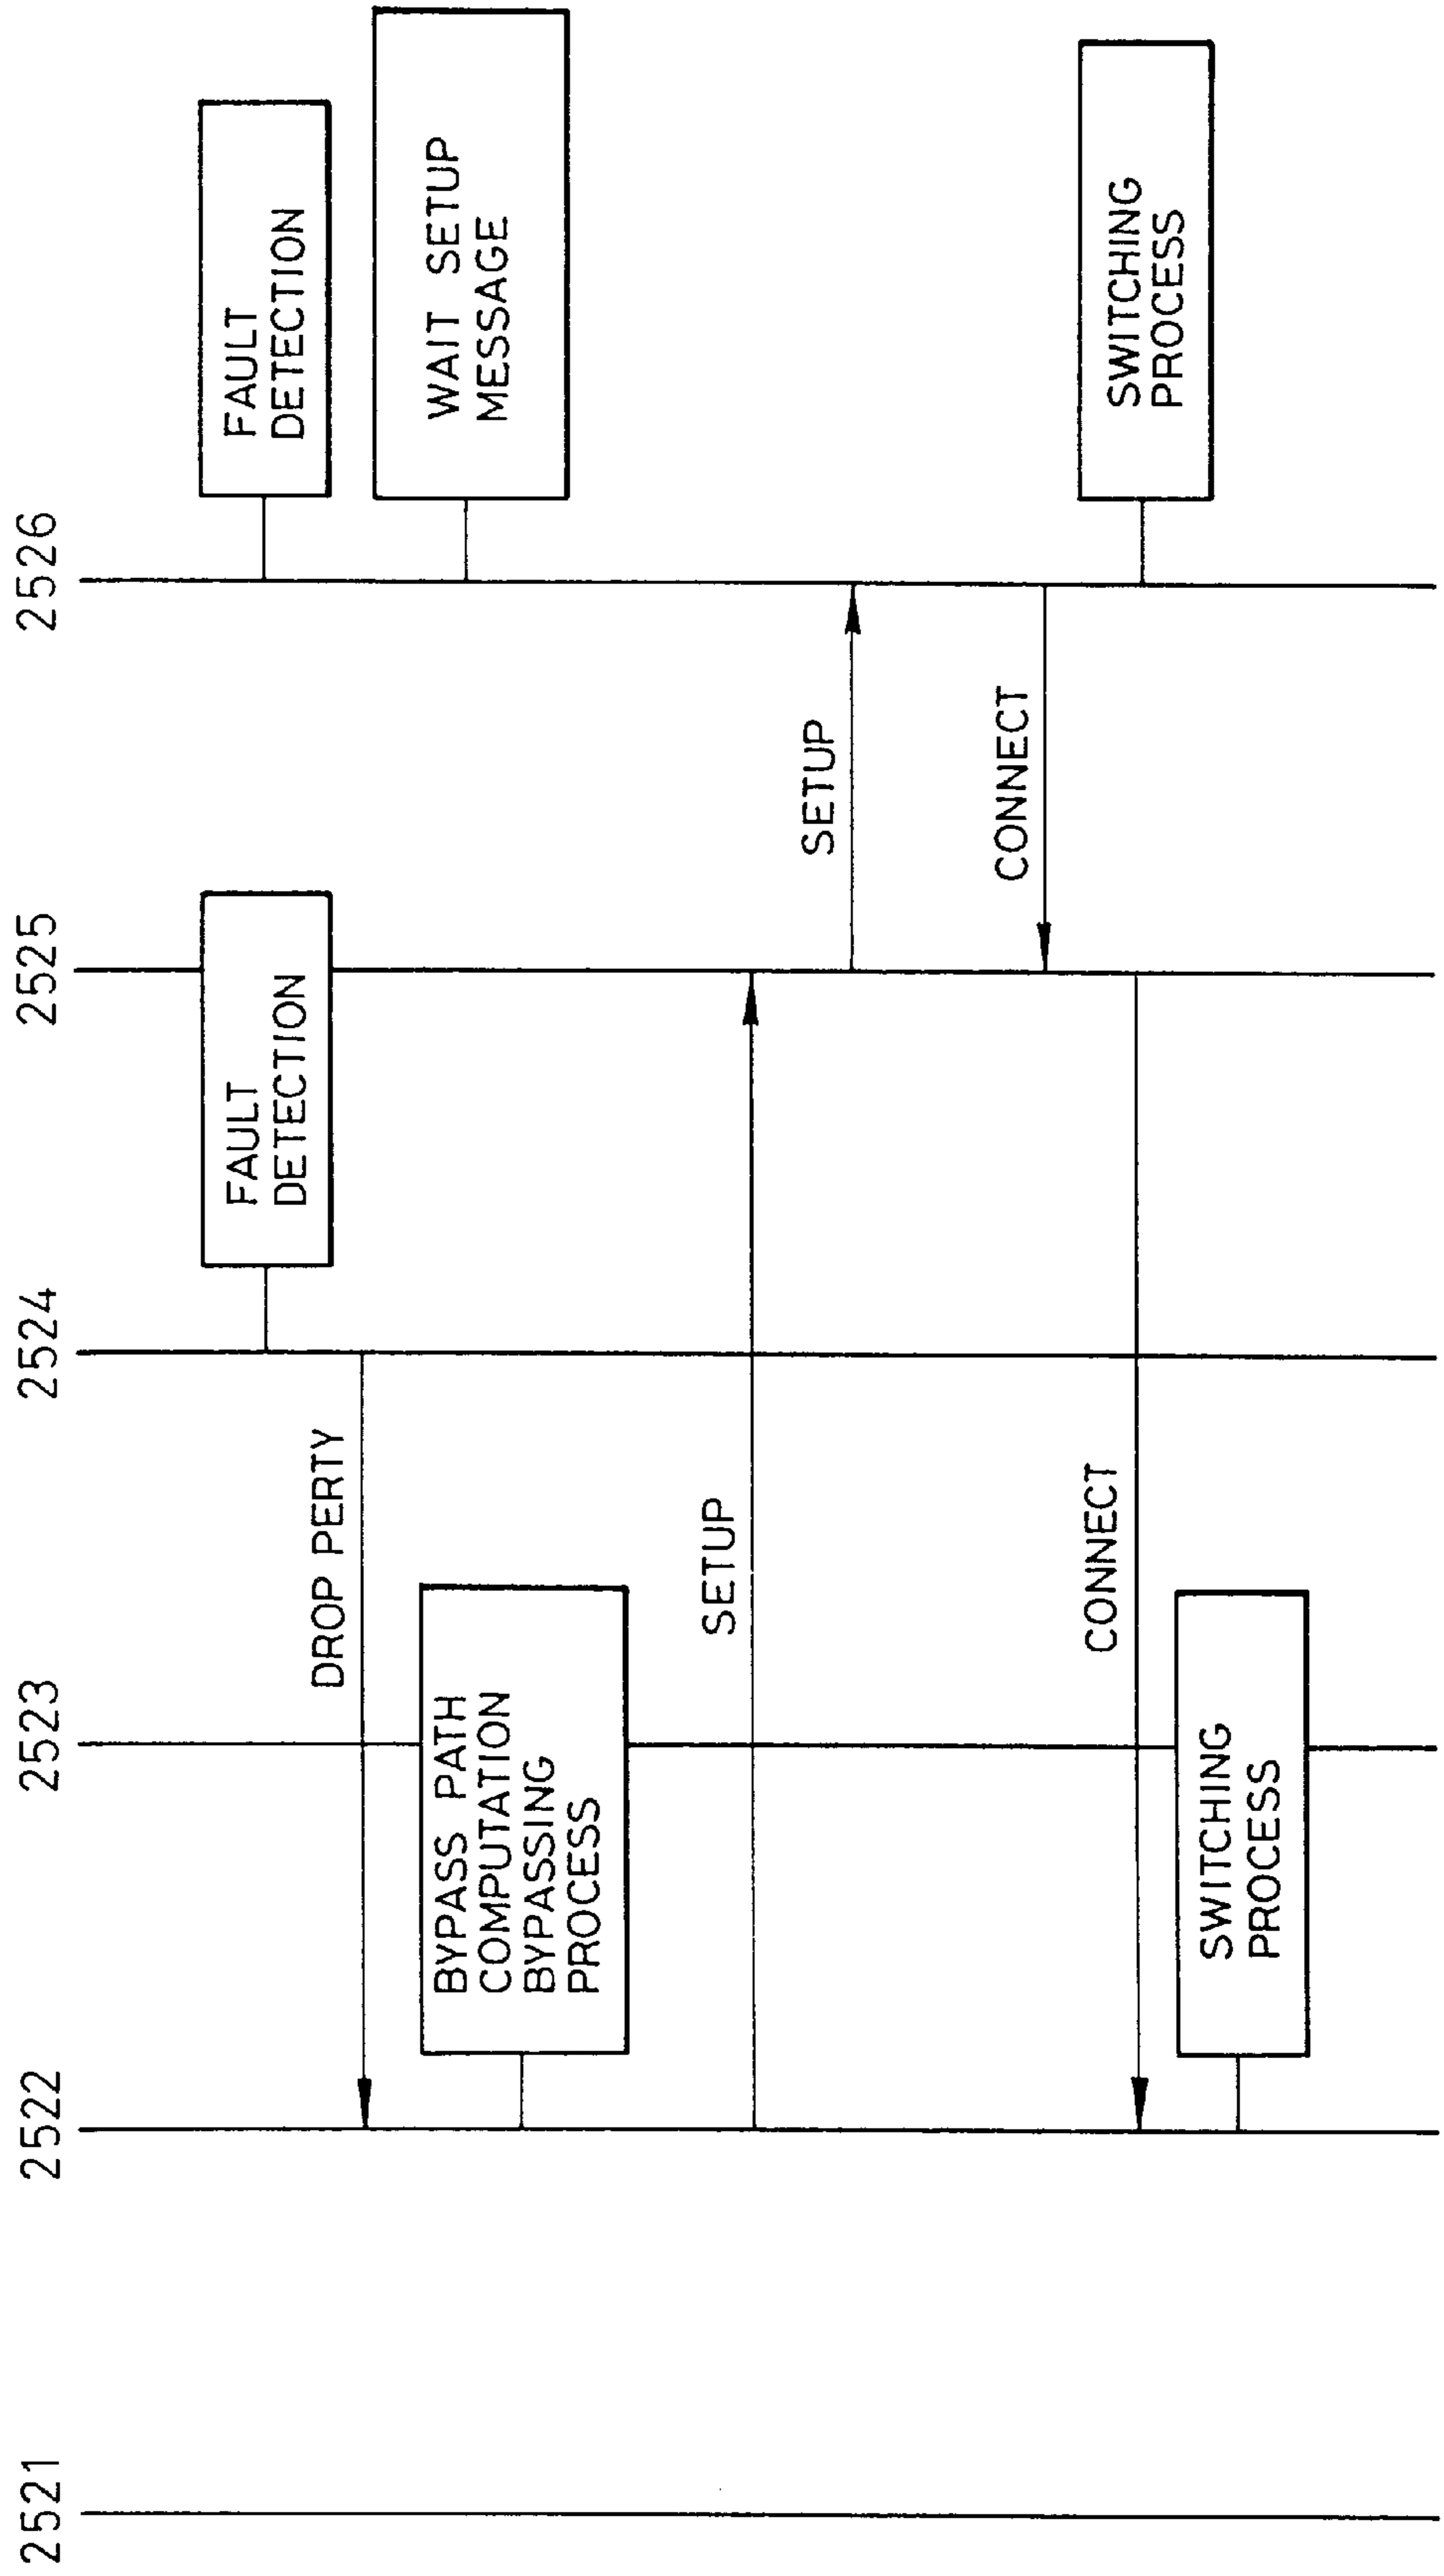 2521
2522
2523
2524
2525
2526
FAULT
DETECTION
FAULT
DETECTION
DROP PERTY
WAIT SETUP
MESSAGE
BYPASS PATH
COMPUTATION
BYPASSING
PROCESS
SETUP
SETUP
CONNECT
CONNECT
SWITCHING
PROCESS
SWITCHING
PROCESS